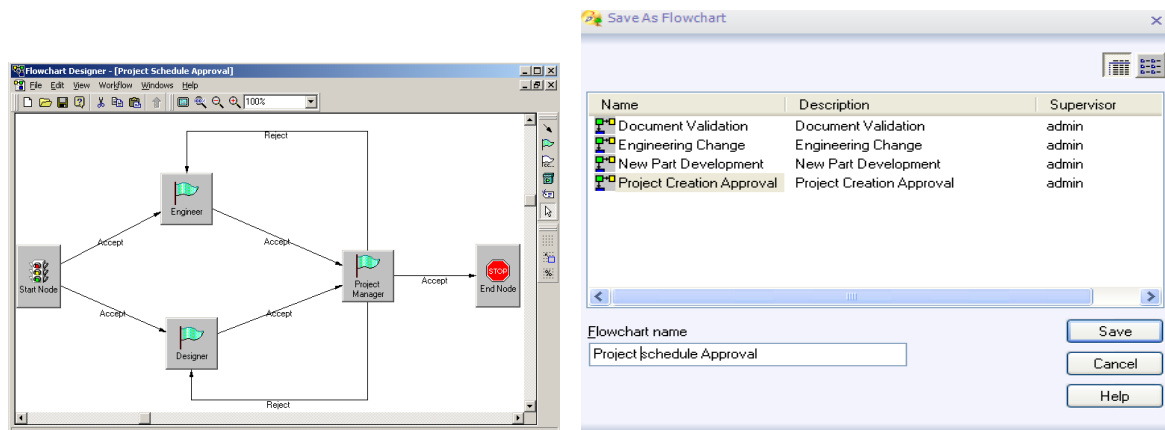 Flowchart Designer - [Project Schedule Approval]
File Edit View Workflow Windows Help
100%
Reject
Engineer
Accept
Accept
Start Node
Project
Manager
Accept
STOP
End Node
Accept
Accept
Designer
Reject
Save As Flowchart
Name Description Supervisor
Document Validation Document Validation admin
Engineering Change Engineering Change admin
New Part Development New Part Development admin
Project Creation Approval Project Creation Approval admin
Flowchart name
Project schedule Approval
Save
Cancel
Help